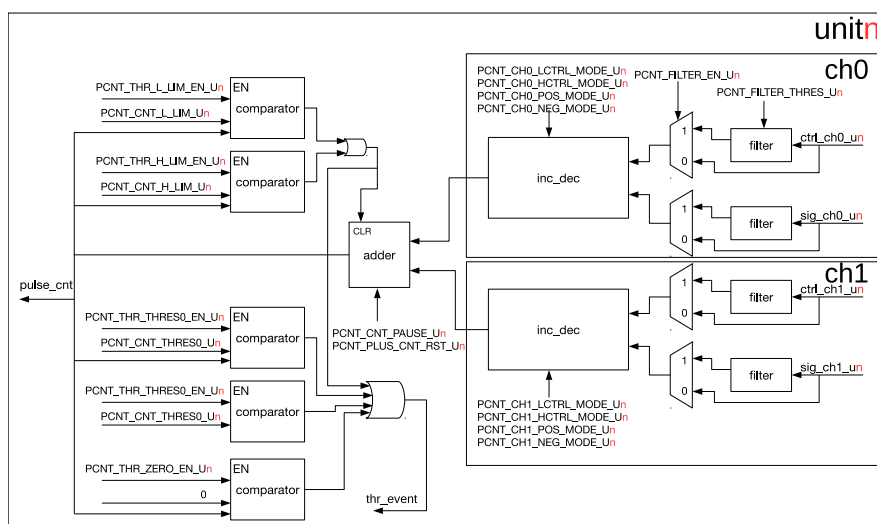 unitn
ch0
PCNT_CH0_LCTRL_MODE_Un
PCNT_CH0_HCTRL_MODE_Un
PCNT_CH0_POS_MODE_Un
PCNT_CH0_NEG_MODE_Un
PCNT_FILTER_EN_Un
PCNT_FILTER_THRES_Un
PCNT_THR_L_LIM_EN_Un
EN
comparator
PCNT_CNT_L_LIM_Un
PCNT_THR_H_LIM_EN_Un
EN
comparator
PCNT_CNT_H_LIM_Un
inc_dec
1
0
filter
ctrl_ch0_un
1
0
filter
sig_ch0_un
CLR
adder
pulse_cnt
PCNT_CNT_PAUSE_Un
PCNT_PLUS_CNT_RST_Un
ch1
inc_dec
1
0
filter
ctrl_ch1_un
1
0
filter
sig_ch1_un
PCNT_CH1_LCTRL_MODE_Un
PCNT_CH1_HCTRL_MODE_Un
PCNT_CH1_POS_MODE_Un
PCNT_CH1_NEG_MODE_Un
PCNT_THR_THRES0_EN_Un
EN
comparator
PCNT_CNT_THRES0_Un
PCNT_THR_THRES0_EN_Un
EN
comparator
PCNT_CNT_THRES0_Un
PCNT_THR_ZERO_EN_Un
EN
comparator
0
thr_event